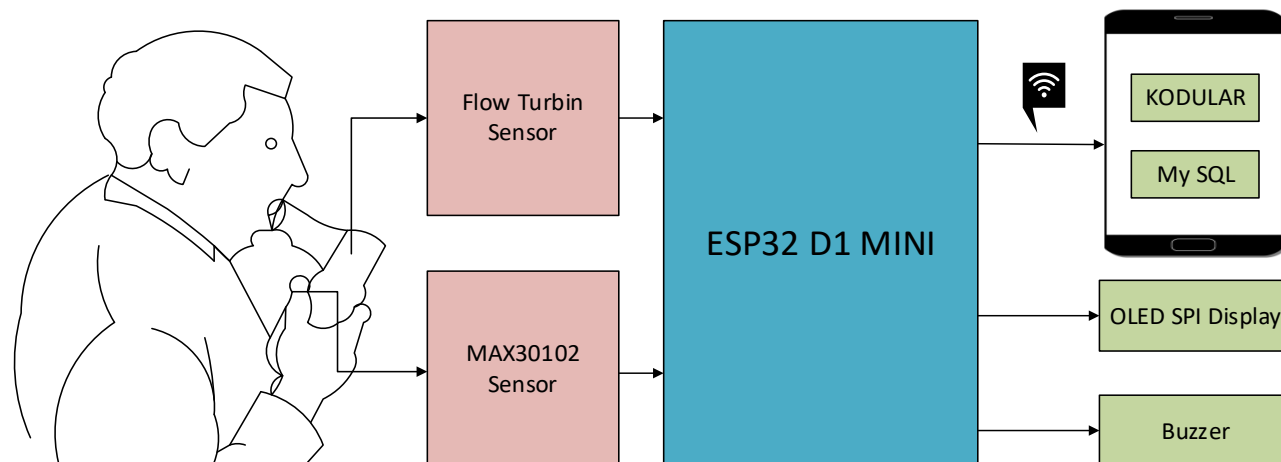 Flow Turbin
Sensor
MAX30102
Sensor
ESP32 D1 MINI
KODULAR
My SQL
OLED SPI Display
Buzzer